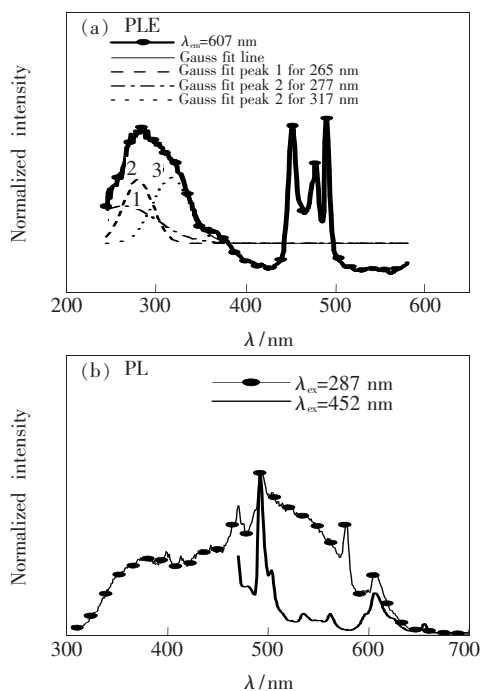 (a) PLE
λem=607 nm
Gauss fit line
Gauss fit peak 1 for 265 nm
Gauss fit peak 2 for 277 nm
Gauss fit peak 2 for 317 nm
Normalized intensity
2
3
1
200 300 400 500 600
λ/nm
(b) PL
λex=287 nm
λex=452 nm
Normalized intensity
300 400 500 600 700
λ/nm